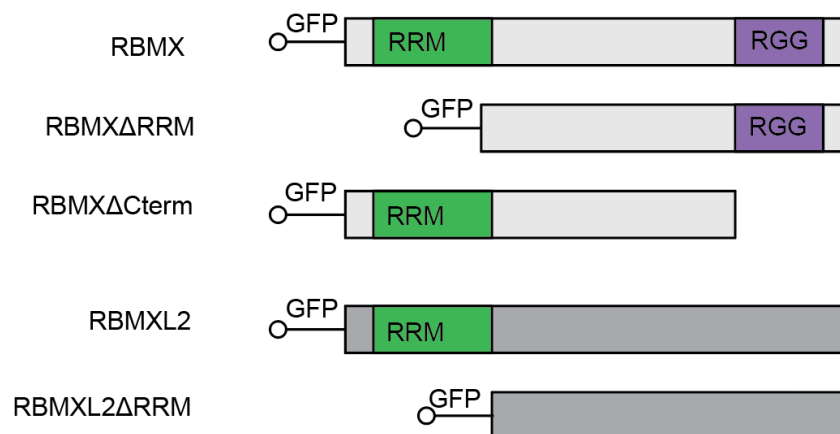 GFP
RBMX RRM RGG
GFP
RBMXΔRRM RGG
GFP
RBMXΔCterm RRM
GFP
RBMXL2 RRM
GFP
RBMXL2ΔRRM